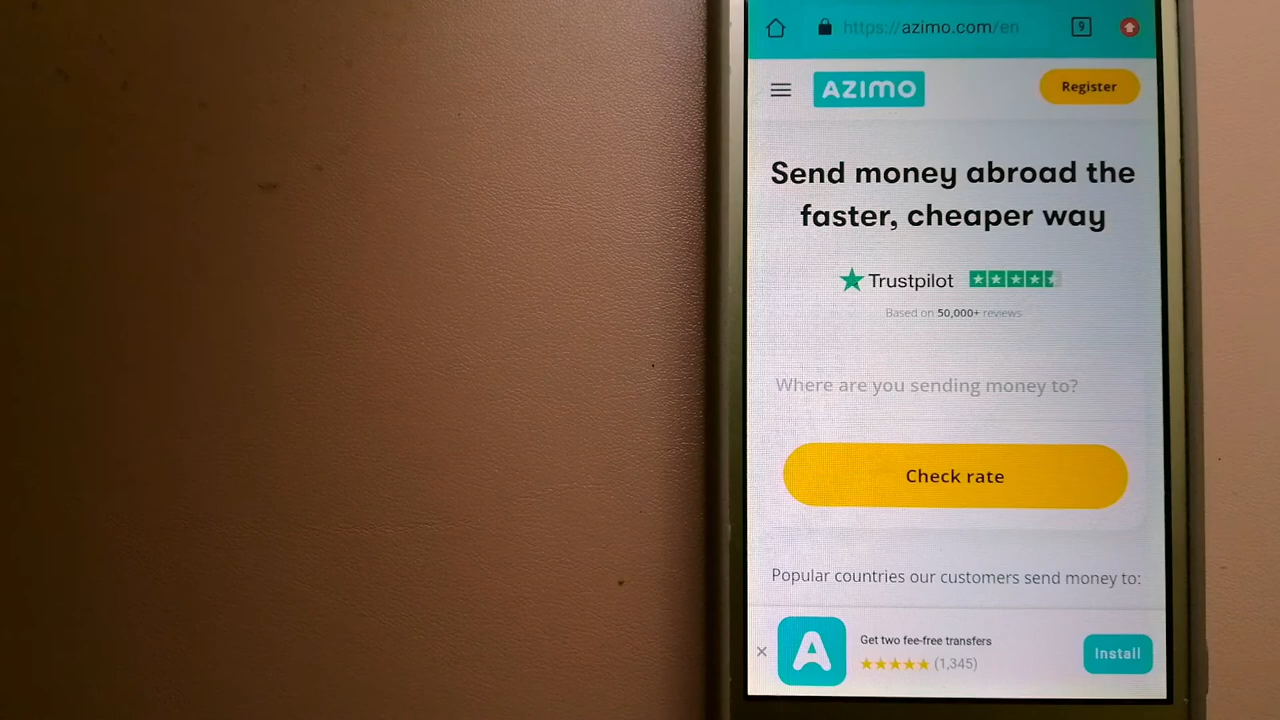 https://azimo.com/en
9
AZIMO
Register
Send money abroad the
faster, cheaper way
Trustpilot
Based on 50,000+ reviews
Where are you sending money to?
Check rate
Popular countries our customers send money to:
Get two fee-free transfers
A
(1,345)
Install